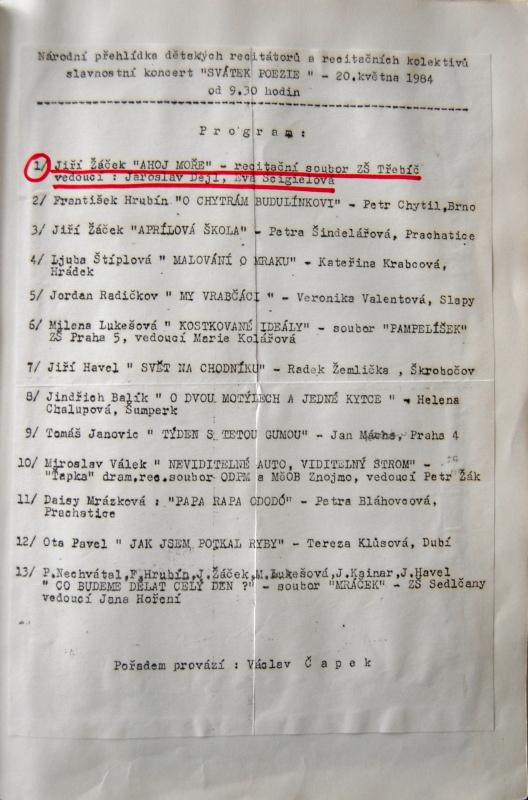 Národní přehlídka dětských recitátorů a recitačních kolektivů
slavnostní koncert "SVÁTEK POEZIE " - 20.května 1984
od 9.30 hodin
P r o g r a m :
1/ Jiří Žáček "AHOJ MOŘE" - recitační soubor ZŠ Třebíč
vedoucí : Jaroslav Dejl, Eva Scigielová
2/ František Hrubín "O CHYTRÁM BUDULÍNKOVI" - Petr Chytil,Brno
3/ Jiří Žáček "APRÍLOVÁ ŠKOLA" - Petra Šindelářová, Prachatice
4/ Ljuba Štíplová " MALOVÁNÍ O MRAKU" - Kateřina Krabcová,
Hrádek
5/ Jordan Radičkov " MY VRABČÁCI " - Veronika Valentová, Slapy
6/ Milena Lukešová " KOSTKOVANÉ IDEÁLY" - soubor "PAMPELÍŠEK"
ZŠ Praha 5, vedoucí Marie Kolářová
7/ Jiří Havel " SVĚT NA CHODNÍKU" - Radek Žemlička , Škrobočov
8/ Jindřich Balík " O DVOU MOTÝLECH A JEDNÉ KYTCE " - Helena
Chalupová, Šumperk
9/ Tomáš Janovic " TÝDEN S TETOU GUMOU" - Jan Macha, Praha 4
10/ Miroslav Válek " NEVIDITELNÉ AUTO, VIDITELNÝ STROM" -
"Ťapka" dram,rec.soubor ODPM a MěOB Znojmo, vedoucí Petr Žák
11/ Daisy Mrázková : "PAPA RAPA ODODÓ" - Petra Bláhovcová,
Prachatice
12/ Ota Pavel " JAK JSEM POTKAL RYBY" - Tereza Klúsová, Dubí
13/ P.Nechvátal,F.Hrubín,J.Žáček,M.Lukešová,J.Kainar,J.Havel
" CO BUDEME DĚLAT CELÝ DEN ?" - soubor "MRÁČEK" - ZŠ Sedlčany
vedoucí Jana Hoření
Pořadem provází : Václav Č a p e k